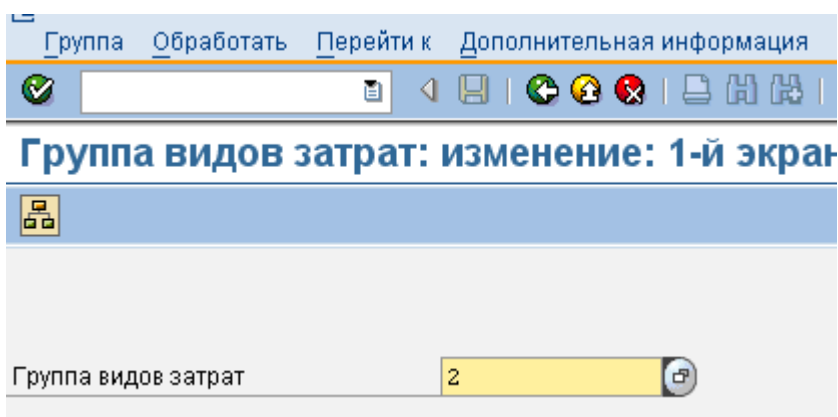 Группа Обработать Перейти к Дополнительная информация
Группа видов затрат: изменение: 1-й экран
Группа видов затрат 2